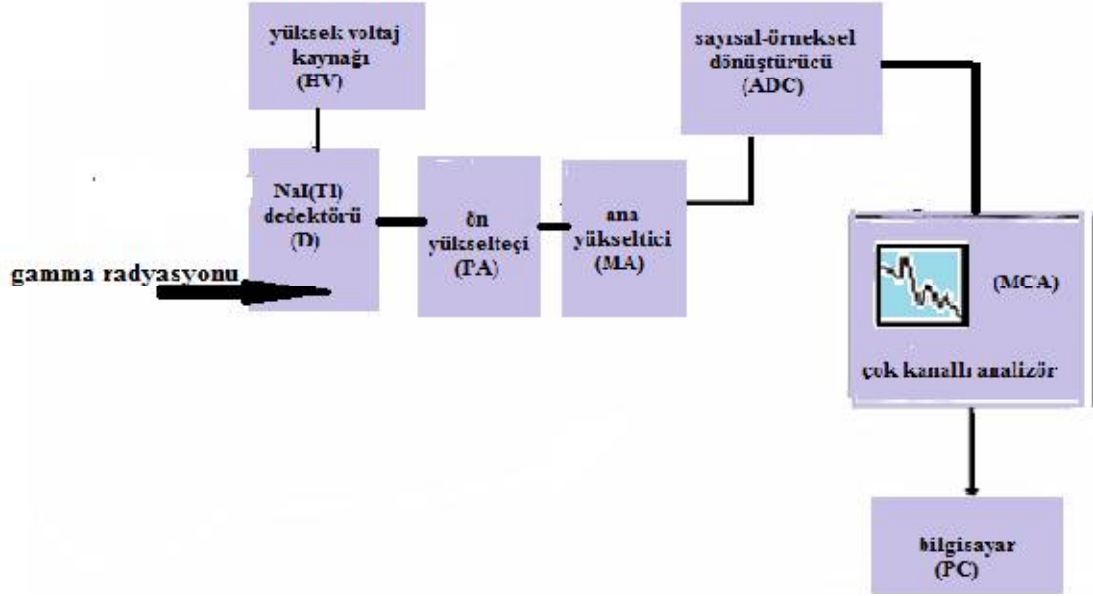 yüksek voltaj
kaynağı
(HV)
sayısal-örneksel
dönüştürücü
(ADC)
NaI(Tl)
dedektörü
(D)
ön
yükselteçi
(PA)
ana
yükseltici
(MA)
gamma radyasyonu
(MCA)
çok kanallı analizör
bilgisayar
(PC)